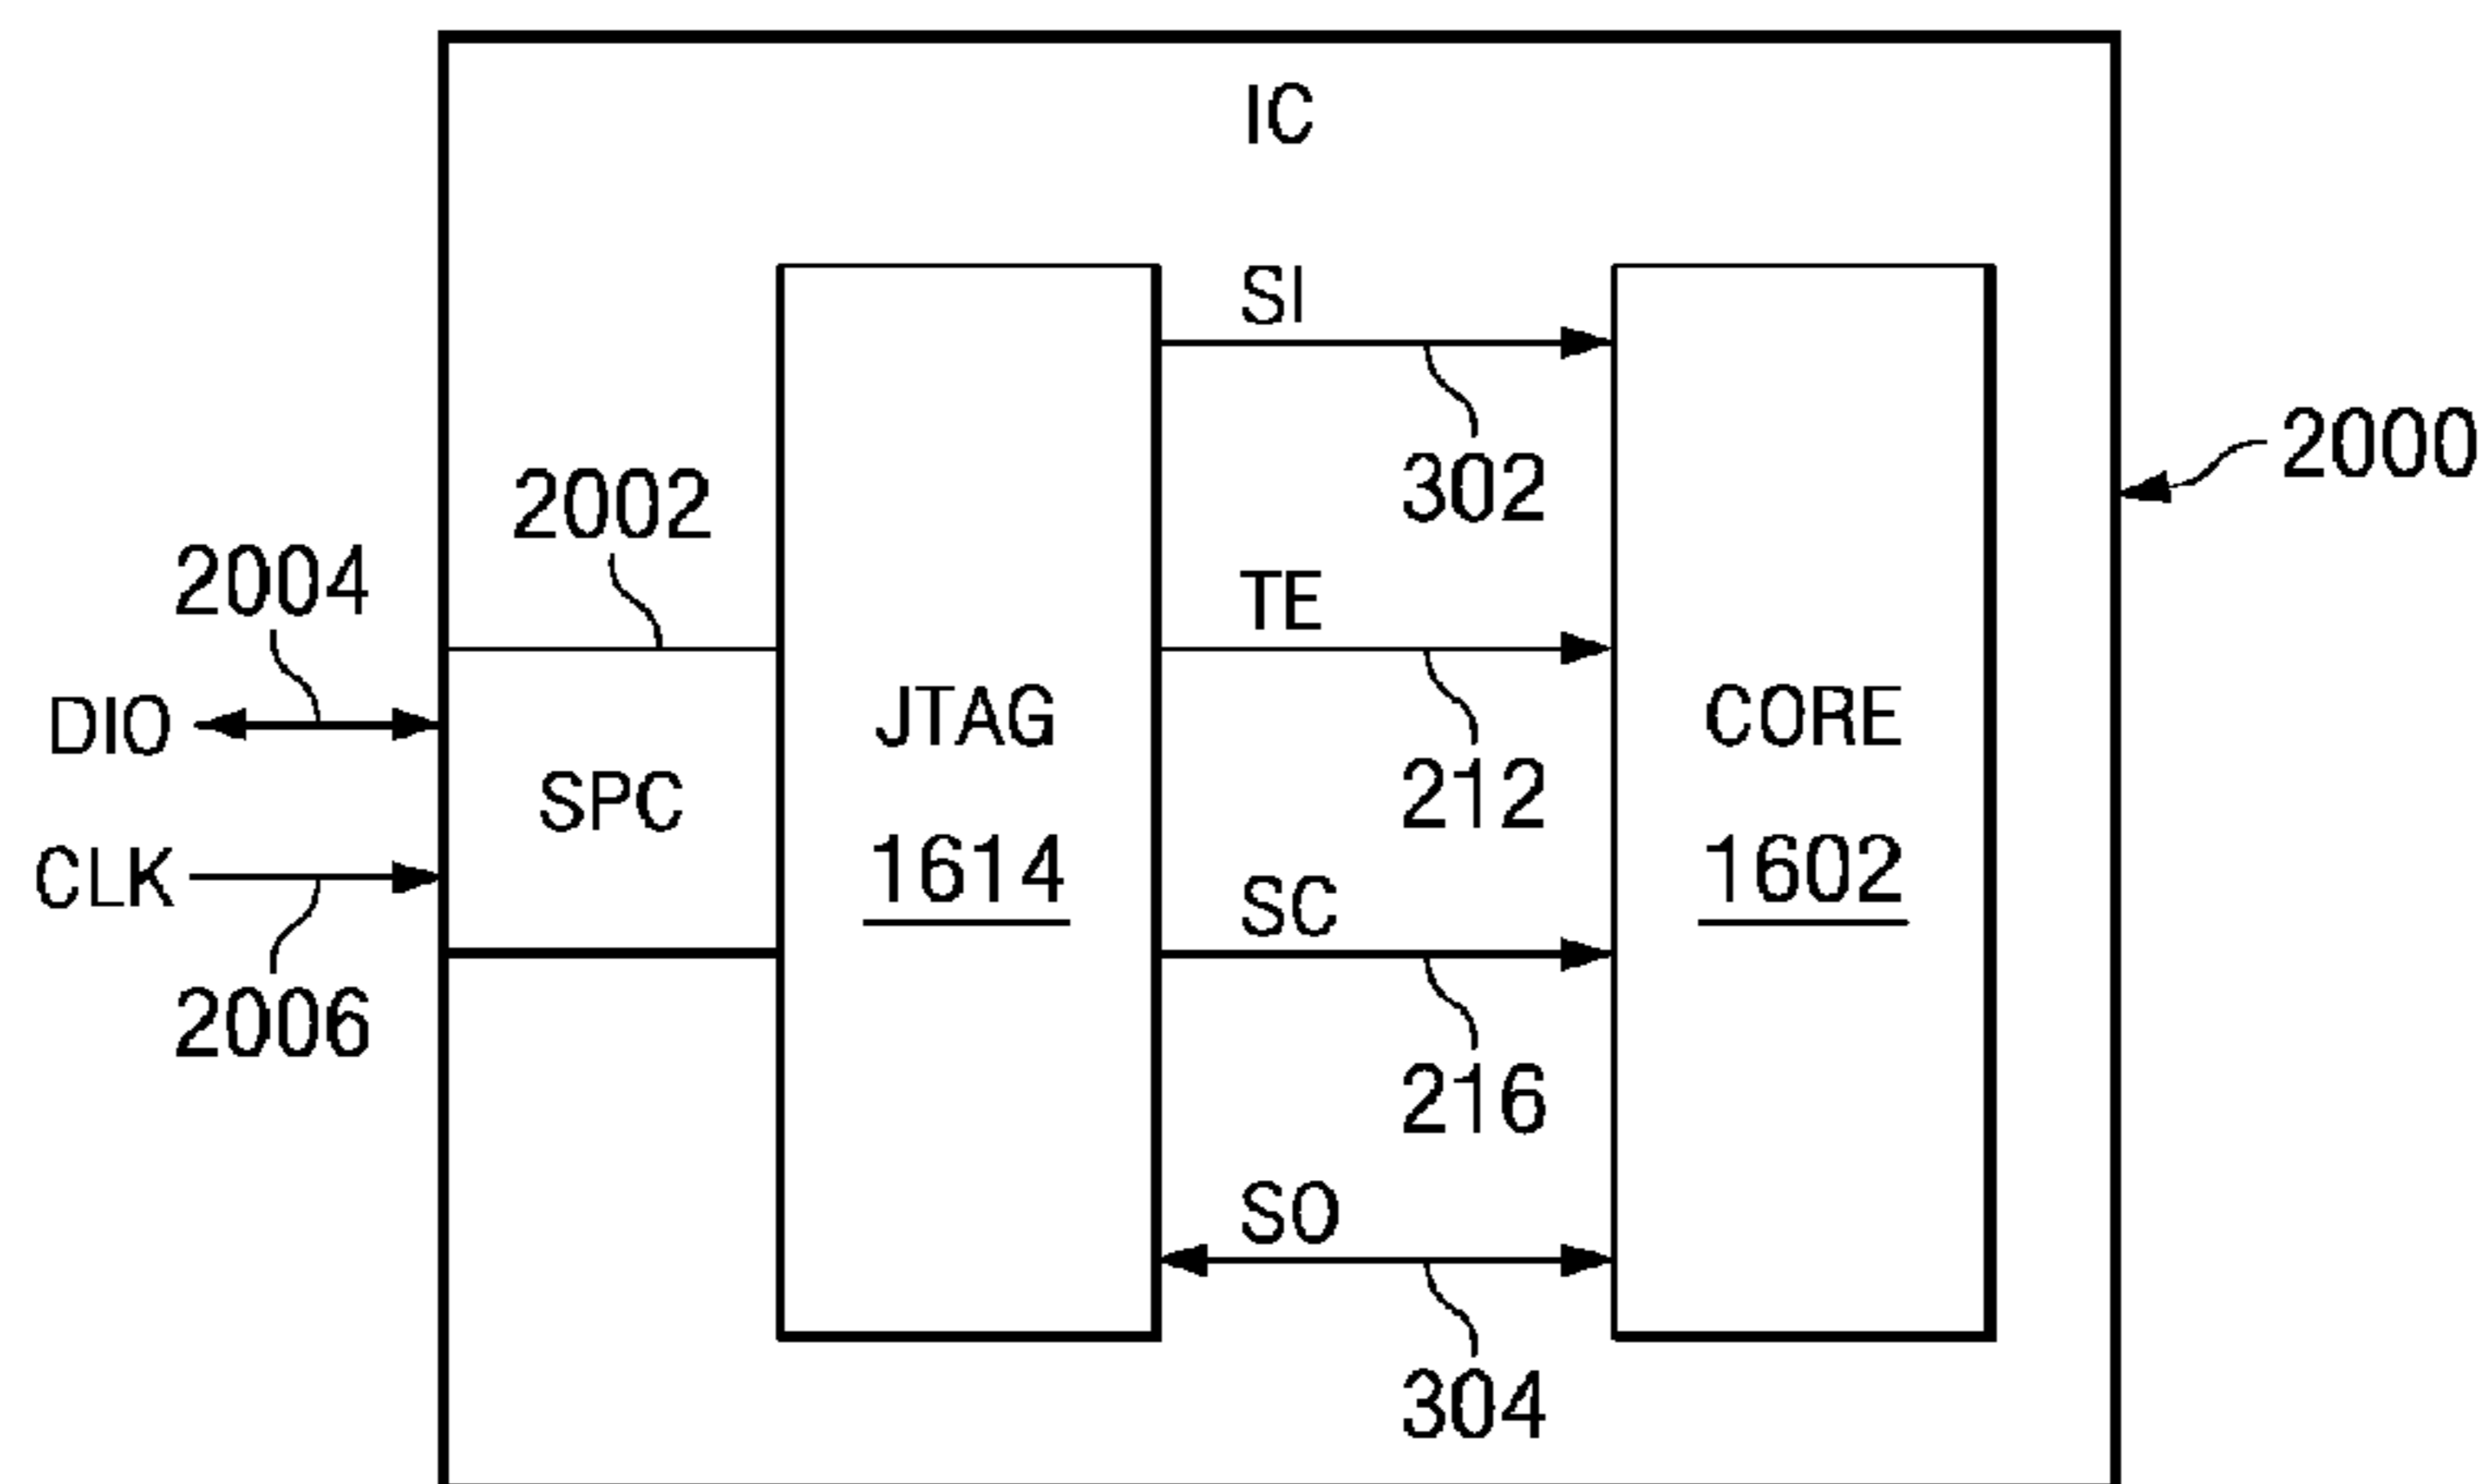 IC
SI
302
2000
2002
2004
TE
DIO
SPC
JTAG
1614
212
CORE
1602
CLK
SC
2006
216
SO
304